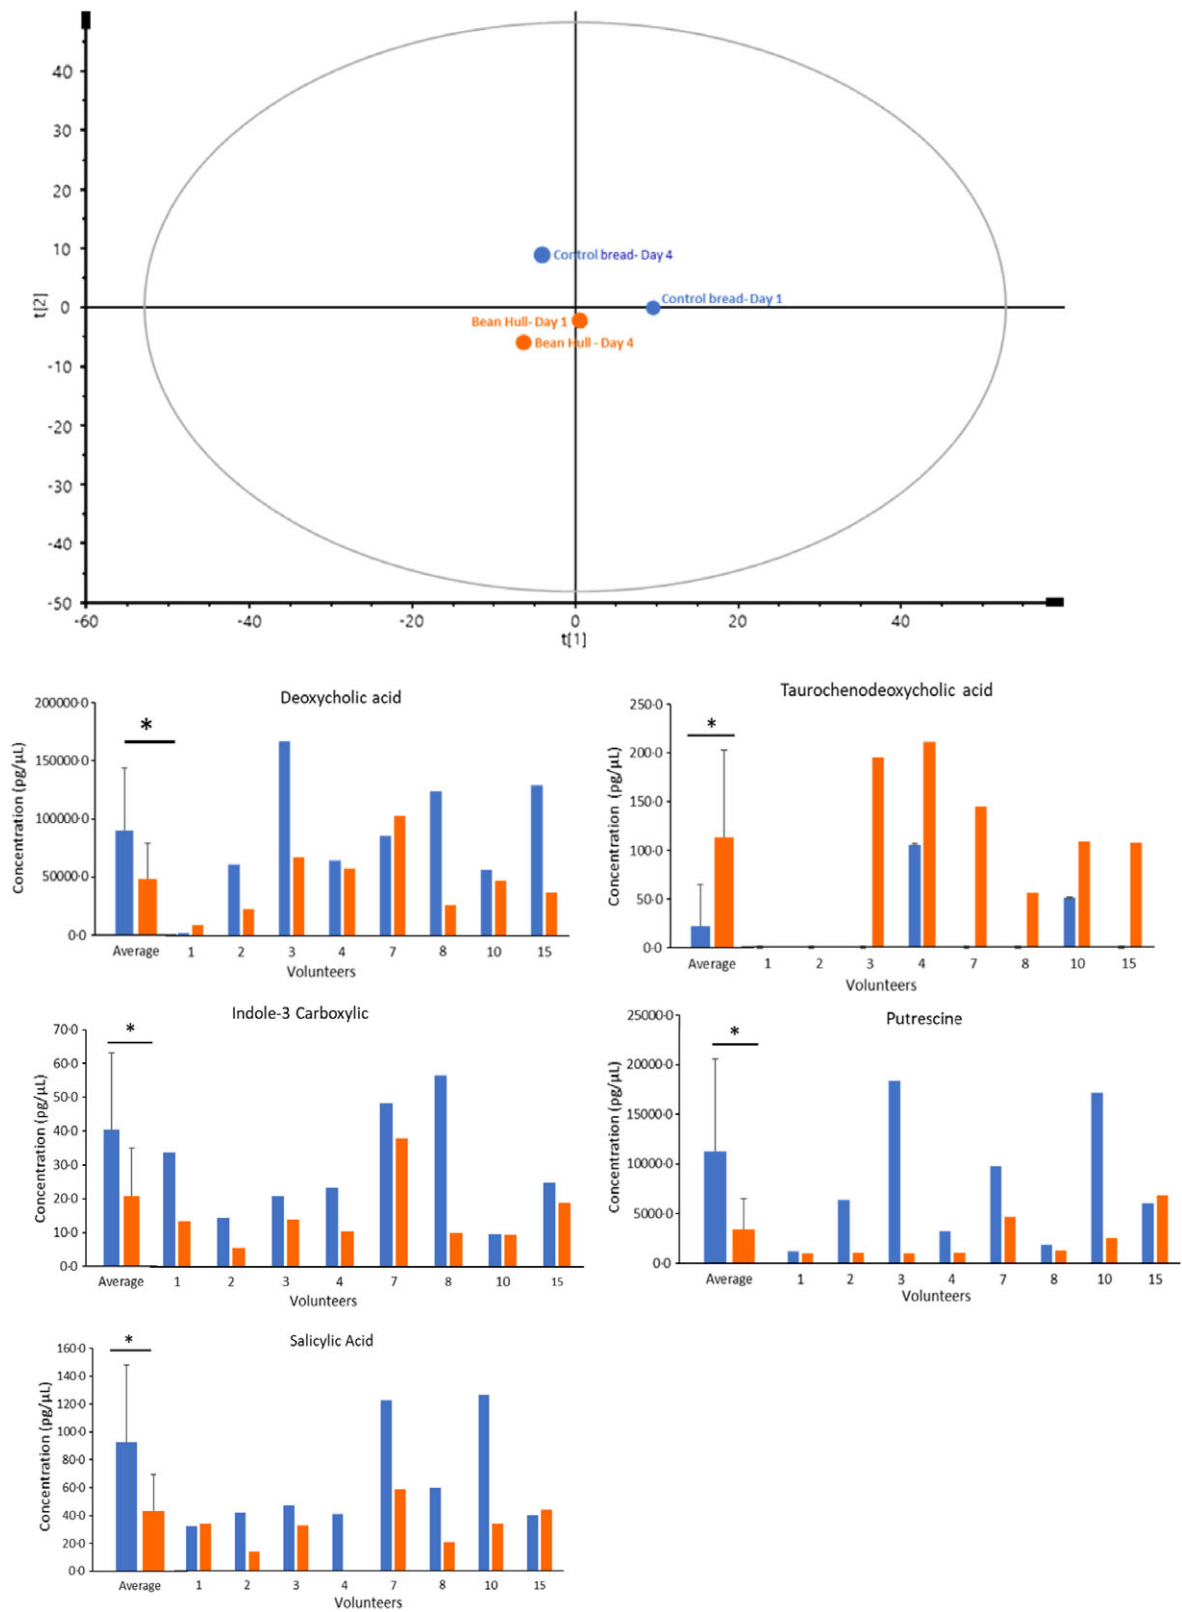 40
30
20
10
0
-10
-20
-30
-40
-50
t[2]
Control bread- Day 4
Control bread- Day 1
Bean Hull- Day 1
Bean Hull - Day 4
-60 -40 -20 0 20 40
t[1]
Deoxycholic acid
200000·0
150000·0
100000·0
50000·0
0·0
Concentration (pg/μL)
*
Average 1 2 3 4 7 8 10 15
Volunteers
Taurochenodeoxycholic acid
250·0
200·0
150·0
100·0
50·0
0·0
Concentration (pg/μL)
*
Average 1 2 3 4 7 8 10 15
Volunteers
Indole-3 Carboxylic
70·0
60·0
50·0
40·0
30·0
20·0
10·0
0·0
Concentration (pg/μL)
*
Average 1 2 3 4 7 8 10 15
Volunteers
Putrescine
25000·0
20000·0
15000·0
10000·0
5000·0
0·0
Concentration (pg/μL)
*
Average 1 2 3 4 7 8 10 15
Volunteers
Salicylic Acid
160·0
140·0
120·0
100·0
80·0
60·0
40·0
20·0
0·0
Concentration (pg/μL)
*
Average 1 2 3 4 7 8 10 15
Volunteers